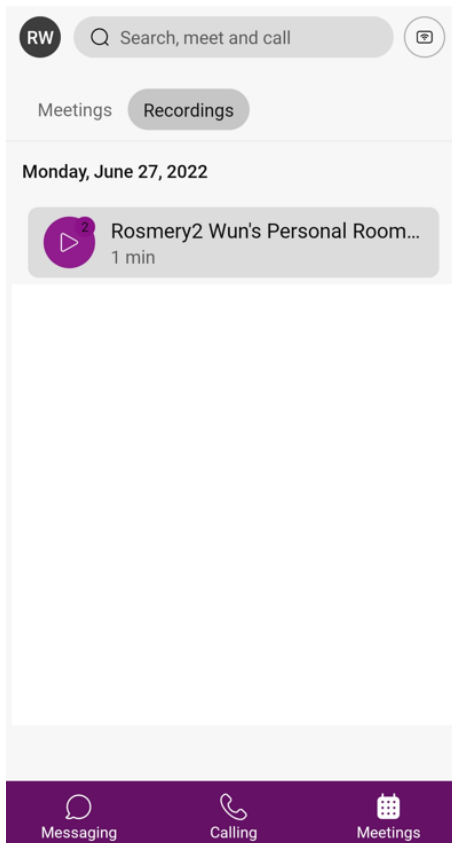 RW
Search, meet and call
Meetings
Recordings
Monday, June 27, 2022
2
Rosmery2 Wun's Personal Room...
1 min
Messaging
Calling
Meetings